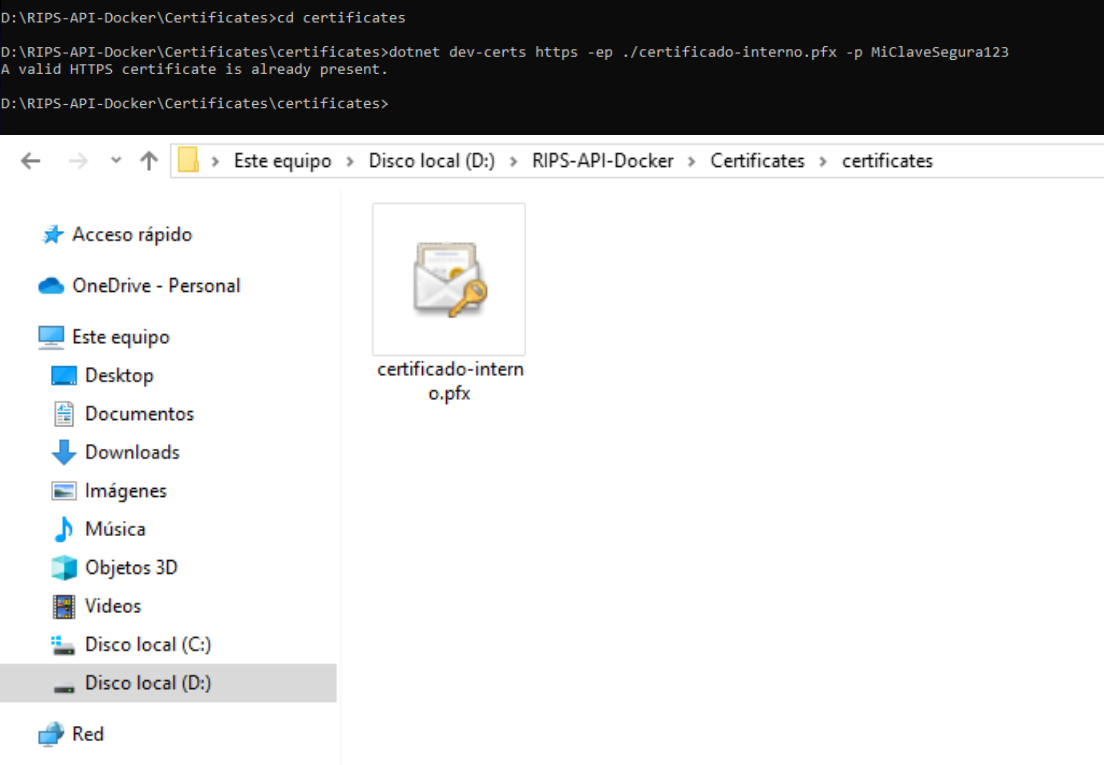 D:\RIPS-API-Docker\Certificates>cd certificates
D:\RIPS-API-Docker\Certificates\certificates>dotnet dev-certs https -ep ./certificado-interno.pfx -p MiClaveSegura123
A valid HTTPS certificate is already present.
D:\RIPS-API-Docker\Certificates\certificates>
Este equipo > Disco local (D:) > RIPS-API-Docker > Certificates > certificates
Acceso rápido
OneDrive - Personal
Este equipo
Desktop
Documentos
Downloads
Imágenes
Música
Objetos 3D
Videos
Disco local (C:)
Disco local (D:)
Red
certificado-intern
o.pfx